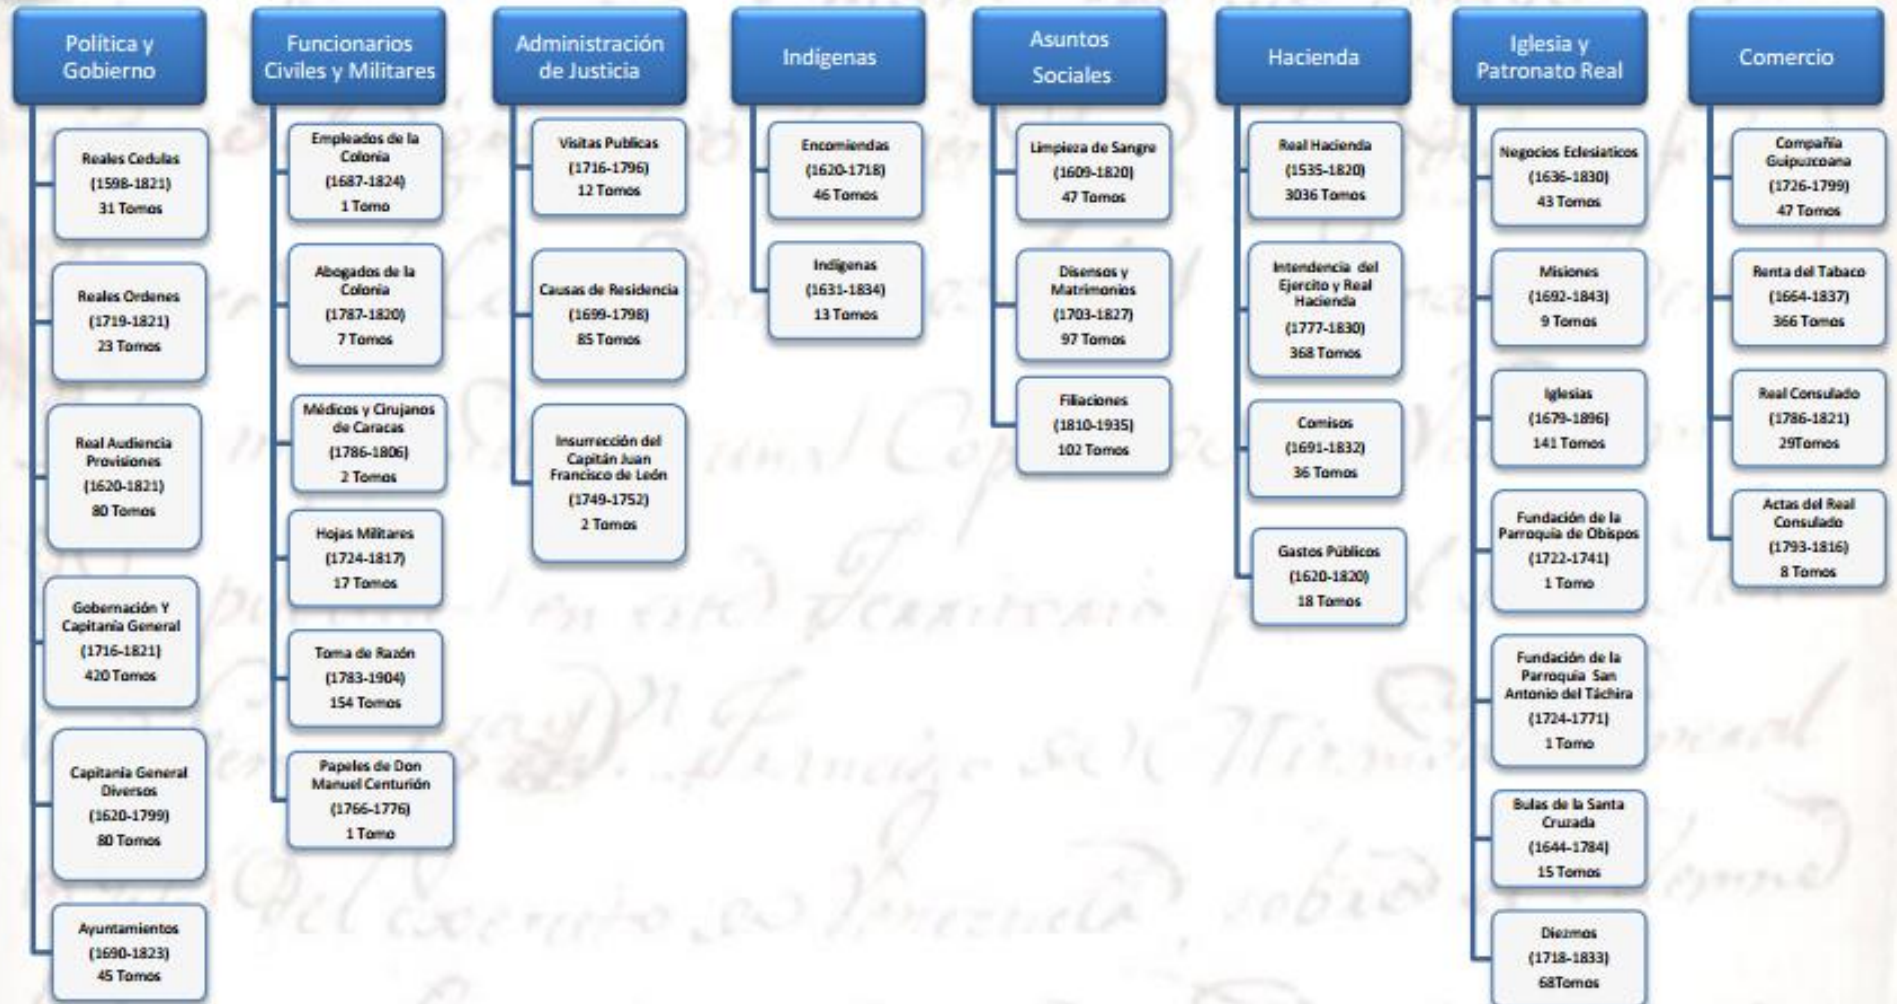 Política y
Gobierno
Reales Cedulas
(1598-1821)
31 Tomos
Reales Ordenes
(1719-1821)
23 Tomos
Real Audiencia
Provisiones
(1620-1821)
80 Tomos
Gobernación Y
Capitanía General
(1716-1821)
420 Tomos
Capitanía General
Diversos
(1620-1799)
80 Tomos
Ayuntamientos
(1690-1823)
45 Tomos
Funcionarios
Civiles y Militares
Empleados de la
Colonia
(1687-1824)
1 Tomo
Abogados de la
Colonia
(1787-1820)
7 Tomos
Médicos y Cirujanos
de Caracas
(1786-1806)
2 Tomos
Hojas Militares
(1724-1817)
17 Tomos
Toma de Razón
(1783-1904)
154 Tomos
Papeles de Don
Manuel Centurión
(1766-1776)
1 Tomo
Administración
de Justicia
Visitas Publicas
(1716-1796)
12 Tomos
Causas de Residencia
(1699-1798)
85 Tomos
Insurrección del
Capitán Juan
Francisco de León
(1749-1752)
2 Tomos
Indígenas
Encomiendas
(1620-1718)
46 Tomos
Indígenas
(1631-1834)
13 Tomos
Asuntos
Sociales
Limpieza de Sangre
(1609-1820)
47 Tomos
Disensos y
Matrimonios
(1703-1827)
97 Tomos
Filiaciones
(1810-1935)
102 Tomos
Hacienda
Real Hacienda
(1535-1820)
3036 Tomos
Intendencia del
Ejercito y Real
Hacienda
(1777-1830)
368 Tomos
Comisos
(1691-1832)
36 Tomos
Gastos Públicos
(1620-1820)
18 Tomos
Iglesia y
Patronato Real
Negocios Eclesiaticos
(1636-1830)
43 Tomos
Misiones
(1692-1843)
9 Tomos
Iglesias
(1679-1896)
141 Tomos
Fundación de la
Parroquia de Obispos
(1722-1741)
1 Tomo
Fundación de la
Parroquia San
Antonio del Táchira
(1724-1771)
1 Tomo
Bulas de la Santa
Cruzada
(1644-1784)
15 Tomos
Diezmos
(1718-1833)
68Tomos
Comercio
Compañía
Guipuzcoana
(1726-1799)
47 Tomos
Renta del Tabaco
(1664-1837)
366 Tomos
Real Consulado
(1786-1821)
29Tomos
Actas del Real
Consulado
(1793-1816)
8 Tomos